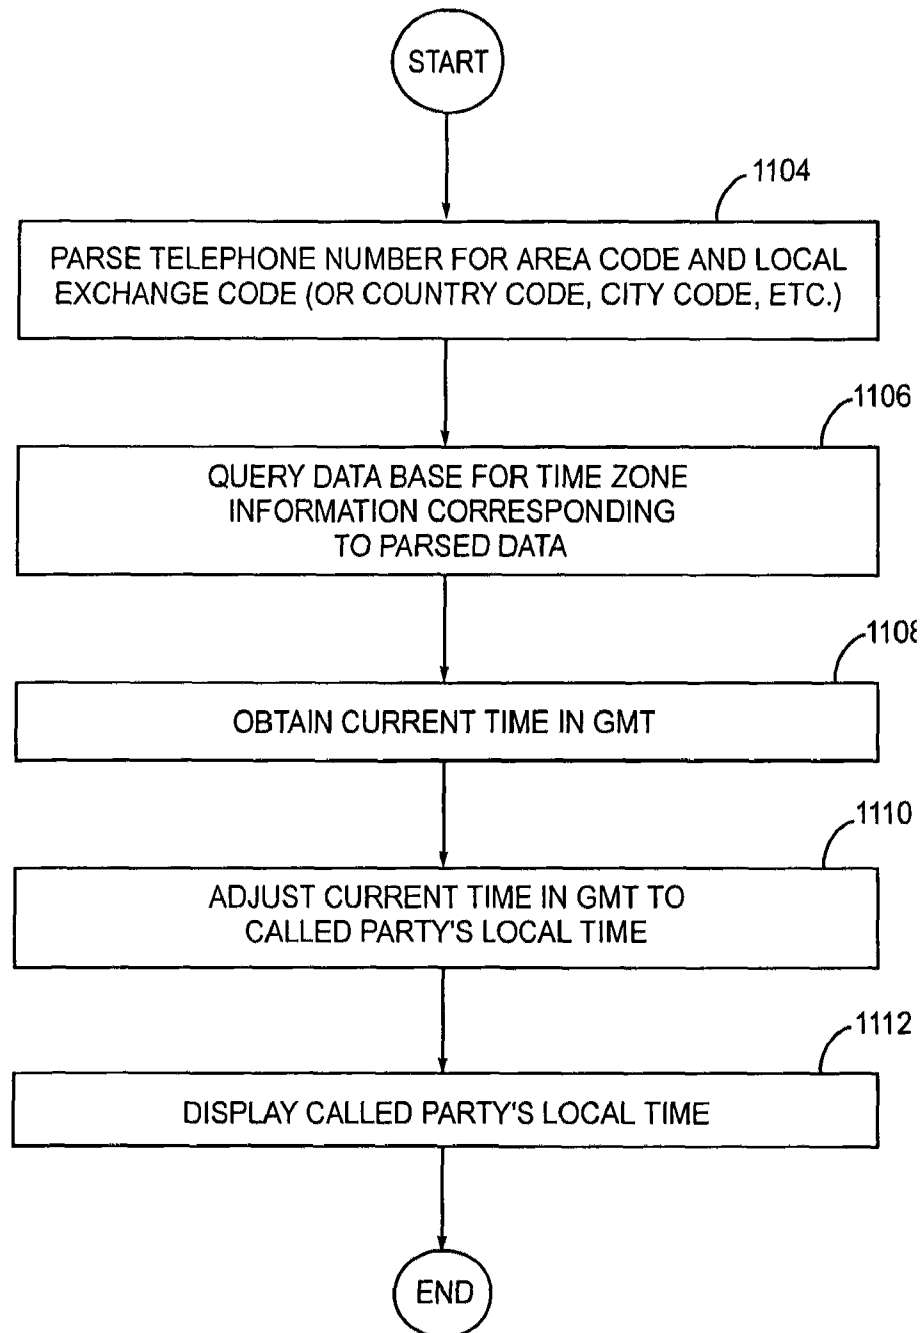 START
1104
PARSE TELEPHONE NUMBER FOR AREA CODE AND LOCAL
EXCHANGE CODE (OR COUNTRY CODE, CITY CODE, ETC.)
1106
QUERY DATA BASE FOR TIME ZONE
INFORMATION CORRESPONDING
TO PARSED DATA
1108
OBTAIN CURRENT TIME IN GMT
1110
ADJUST CURRENT TIME IN GMT TO
CALLED PARTY'S LOCAL TIME
1112
DISPLAY CALLED PARTY'S LOCAL TIME
END